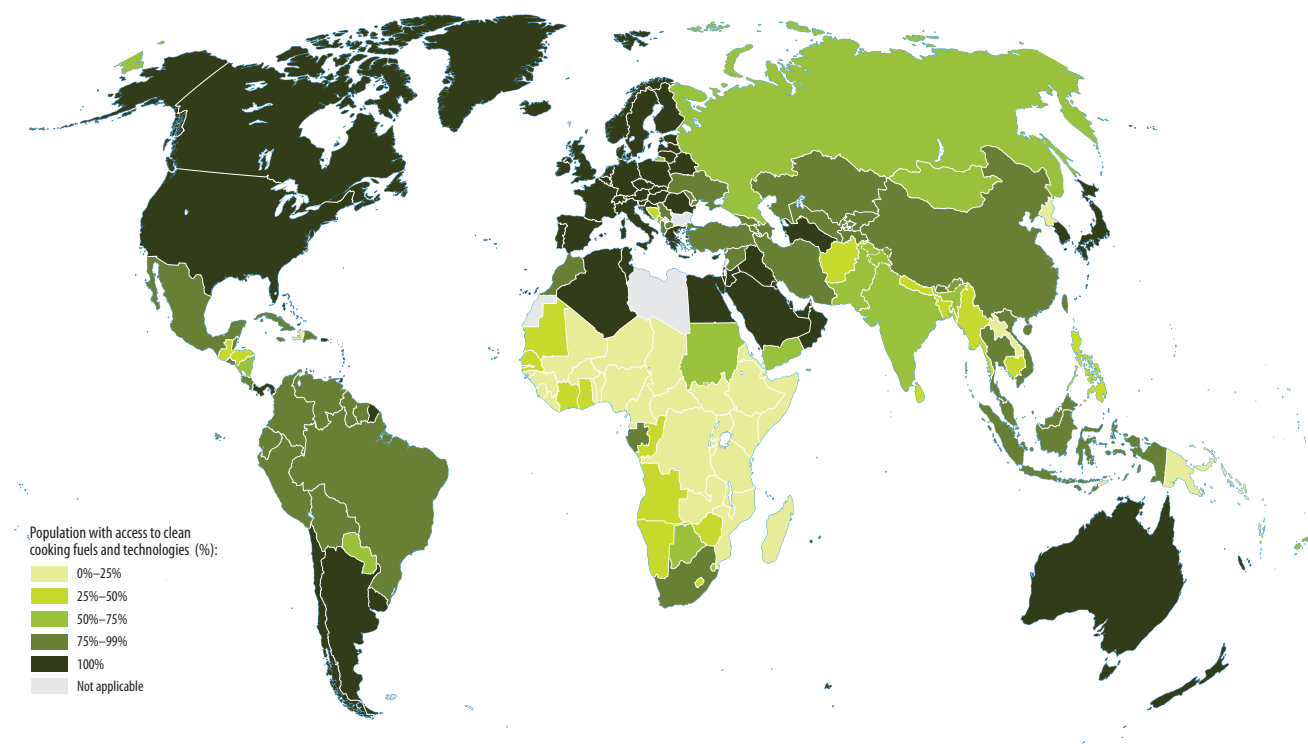 Population with access to clean
cooking fuels and technologies (%):
0%–25%
25%–50%
50%–75%
75%–99%
100%
Not applicable